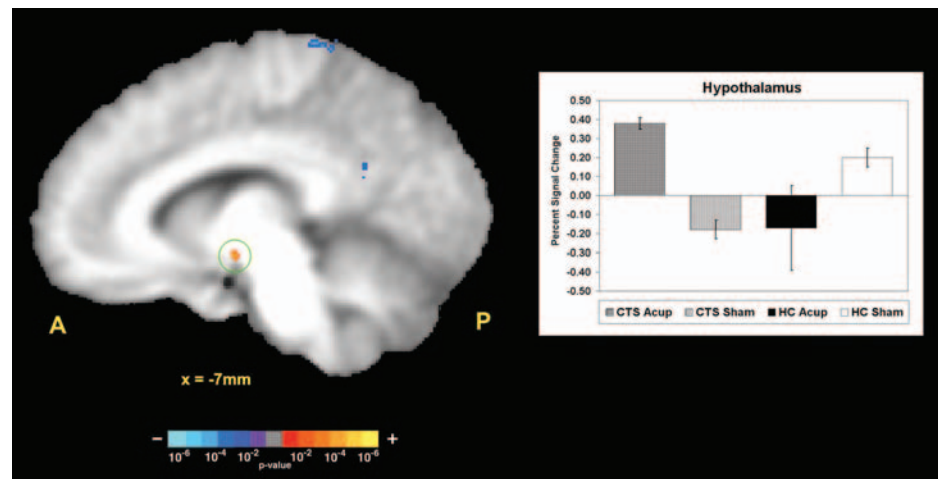 A
P
x = -7mm
−
+
10-6
10-4
10-2
10-2
10-4
10-6
p-value
Hypothalamus
Percent Signal Change
0.50
0.40
0.30
0.20
0.10
0.00
-0.10
-0.20
-0.30
-0.40
-0.50
CTS Acup CTS Sham HC Acup HC Sham